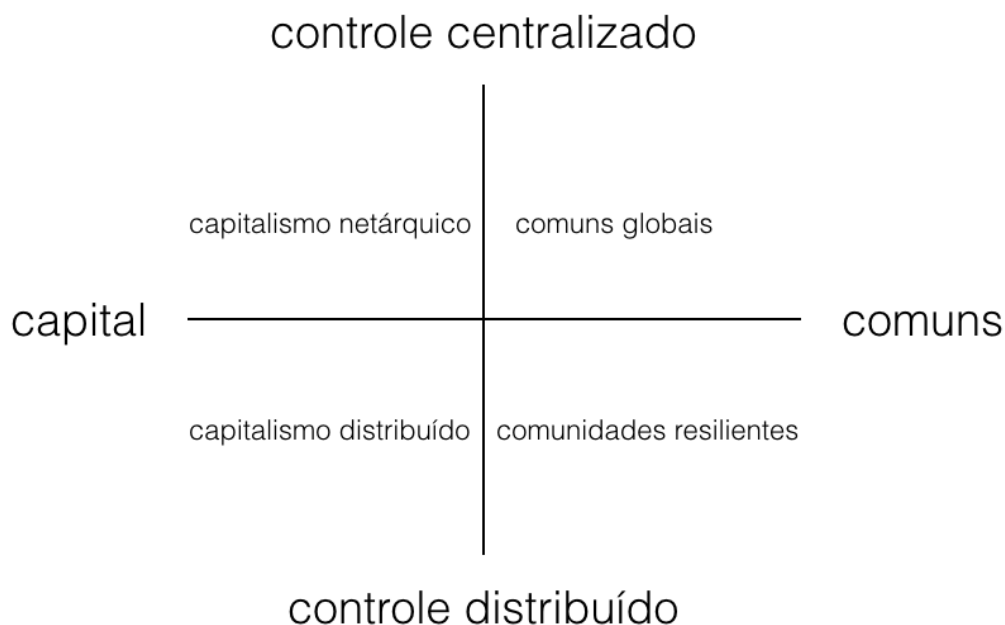 controle centralizado
capitalismo netárquico
comuns globais
capital
comuns
capitalismo distribuído
comunidades resilientes
controle distribuído